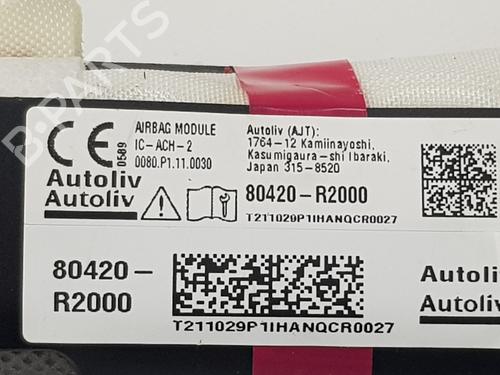 B-PARTS
CE
0589
AIRBAG MODULE
IC-ACH-2
0080.P1.11.0030
Autoliv
Autoliv
Autoliv (AJT):
1764-12 Kamiinayoshi,
Kasumigaura-shi Ibaraki,
Japan 315-8520
80420-R2000
T211029P1IHANQCR0027
80420-
R2000
T211029P1IHANQCR0027
Autoliv
Autoliv